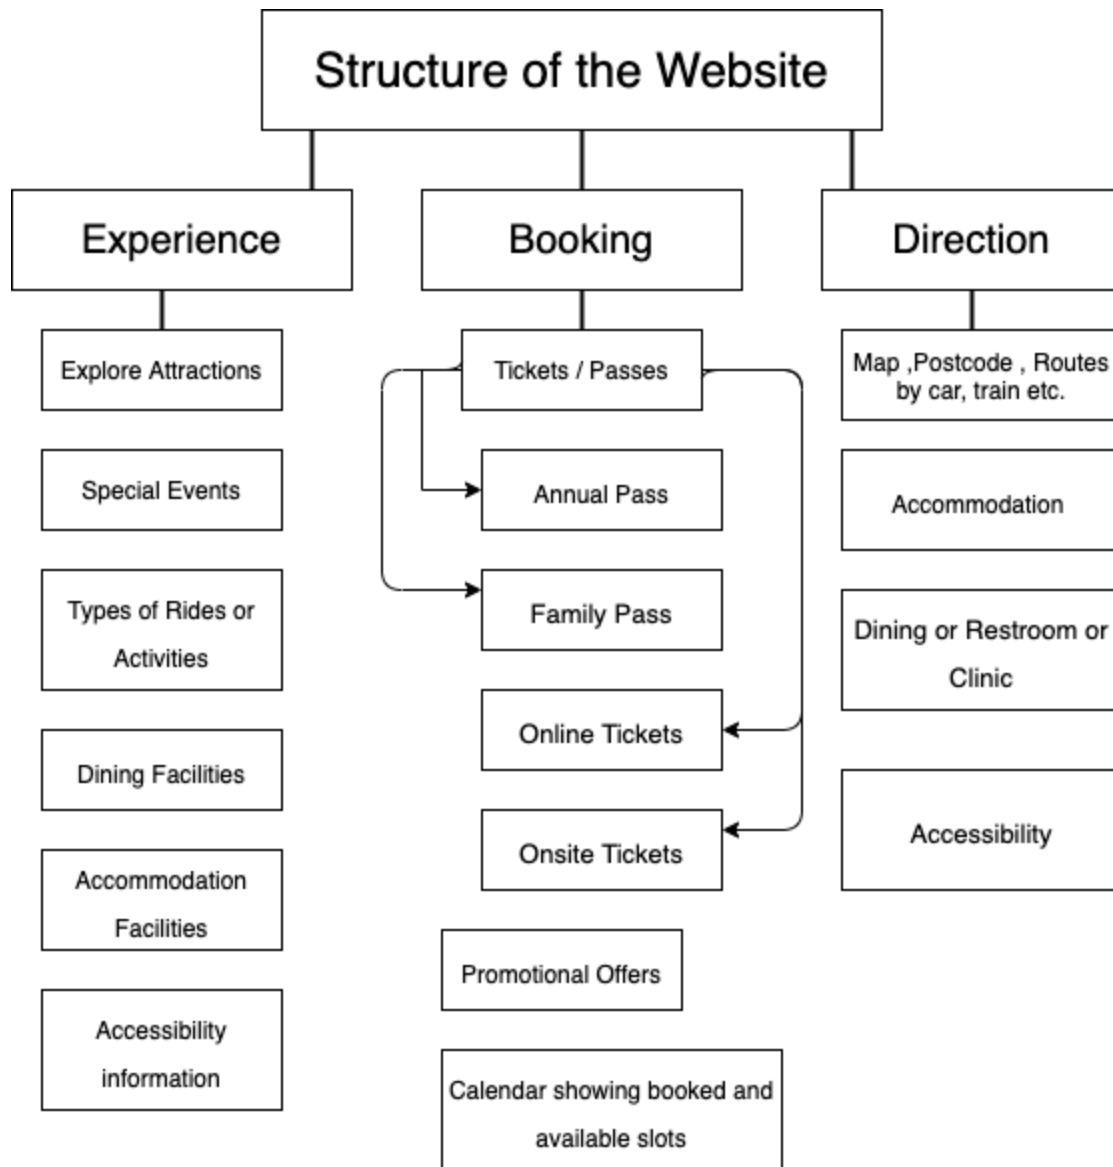 Structure of the Website
Experience
Booking
Direction
Explore Attractions
Special Events
Types of Rides or
Activities
Dining Facilities
Accommodation
Facilities
Accessibility
information
Tickets / Passes
Annual Pass
Family Pass
Online Tickets
Onsite Tickets
Promotional Offers
Calendar showing booked and
available slots
Map ,Postcode , Routes
by car, train etc.
Accommodation
Dining or Restroom or
Clinic
Accessibility